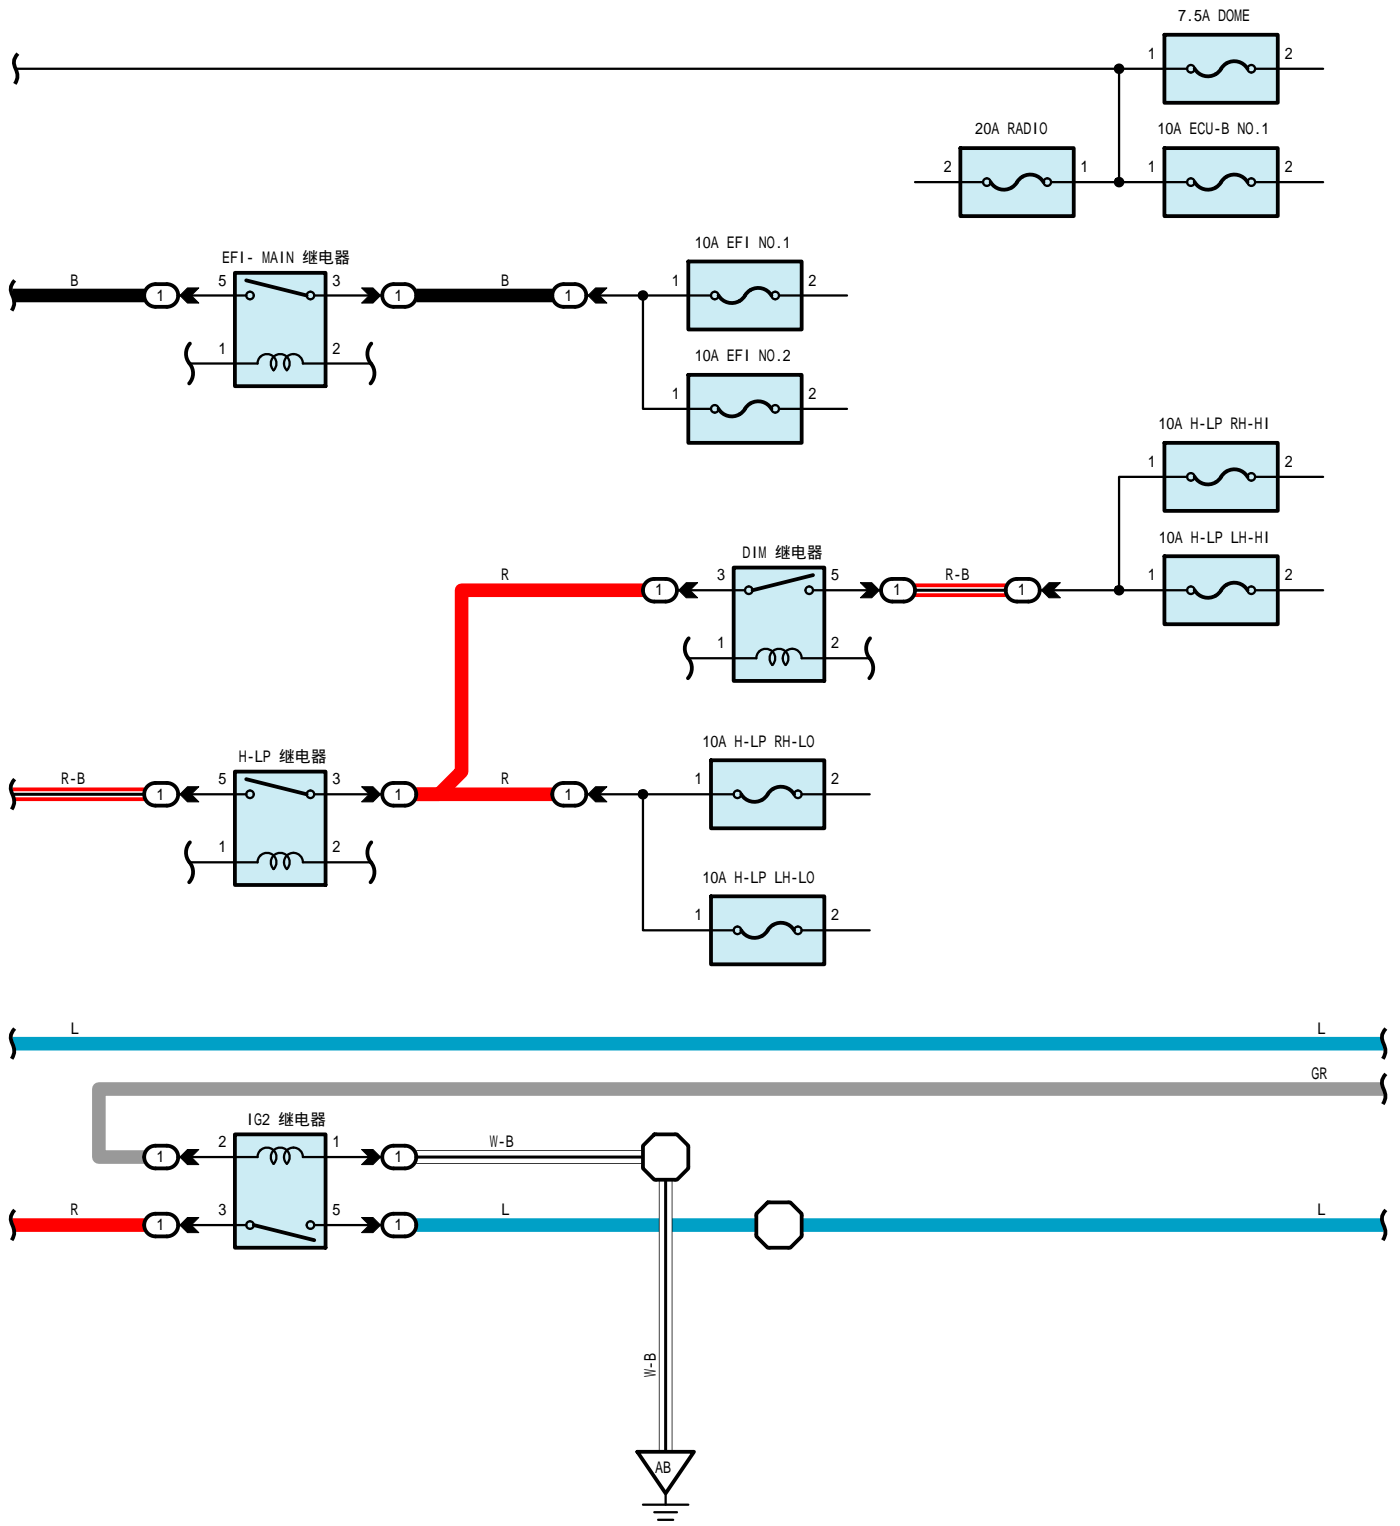 7.5A DOME
1 2
20A RADIO 10A ECU-B NO.1
2 1 1 2
10A EFI NO.1
EFI- MAIN 继电器
B 5 3 B 1 2
1 1 1
1 2
10A EFI NO.2
1 2
10A H-LP RH-HI
1 2
10A H-LP LH-HI
DIM 继电器
R 3 5 R-B 1 2
1 1 1
1 2
10A H-LP RH-LO
H-LP 继电器
R-B 5 3 R 1 2
1 1 1
1 2
10A H-LP LH-LO
1 2
L L
GR
IG2 继电器
2 1 W-B
1 1
R 3 5 L L
1 1
W-B
AB